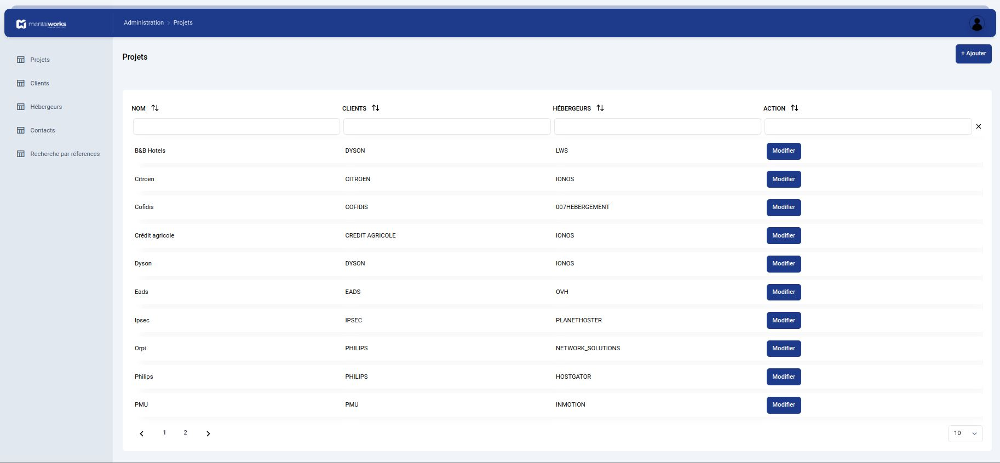 mentalworks
Administration > Projets
Projets
Clients
Hébergeurs
Contacts
Recherche par réferences
Projets
+ Ajouter
NOM CLIENTS HÉBERGEURS ACTION
B&B Hotels DYSON LWS Modifier
Citroen CITROEN IONOS Modifier
Cofidis COFIDIS 007HEBERGEMENT Modifier
Crédit agricole CREDIT AGRICOLE IONOS Modifier
Dyson DYSON IONOS Modifier
Eads EADS OVH Modifier
Ipsec IPSEC PLANETHOSTER Modifier
Orpi PHILIPS NETWORK_SOLUTIONS Modifier
Philips PHILIPS HOSTGATOR Modifier
PMU PMU INMOTION Modifier
1 2 10